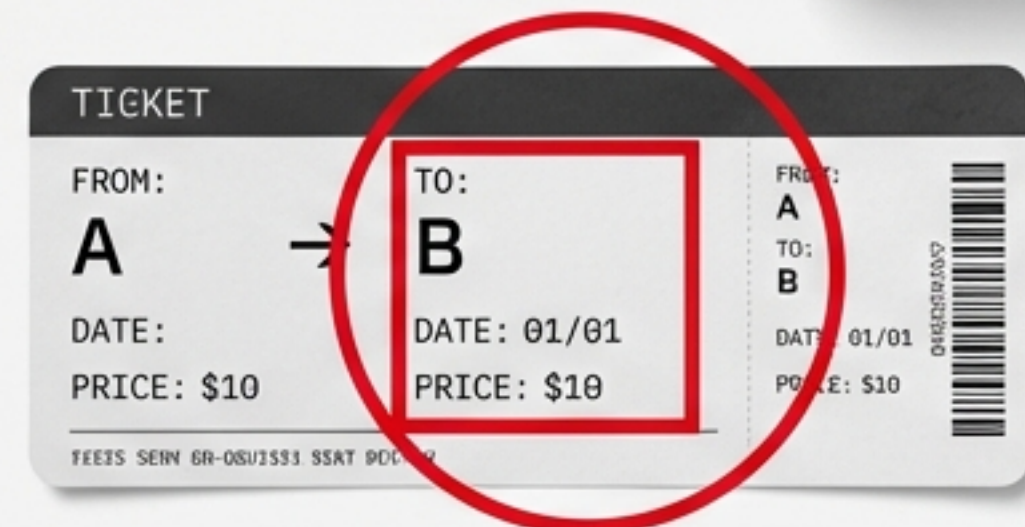 TICKET
FROM:
A →
DATE:
PRICE: $10
TO:
B
DATE: 01/01
PRICE: $10
A
TO:
B
01/01
$10